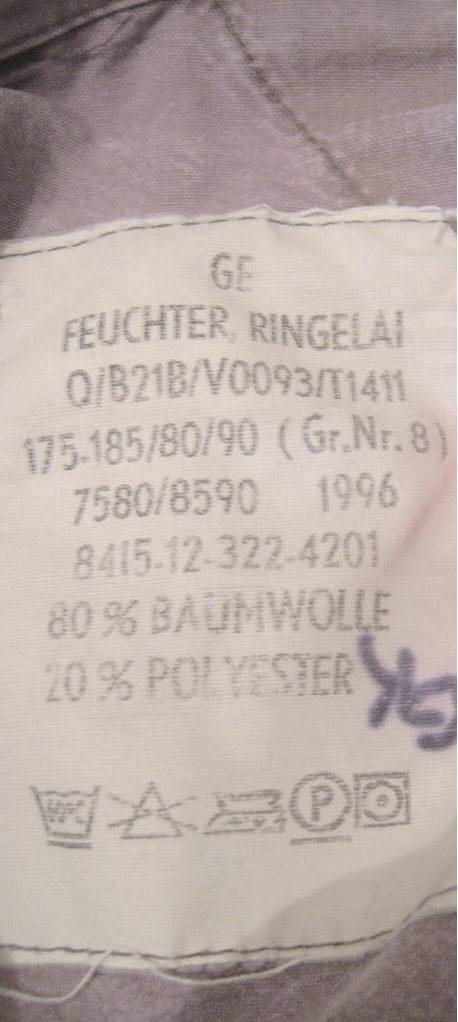 GE
FEUCHTER, RINGELAI
Q/B21B/V0093/T1411
175-185/80/90 (Gr.Nr.8)
7580/8590 1996
8415-12-322-4201
80 % BAUMWOLLE
20 % POLYESTER
P